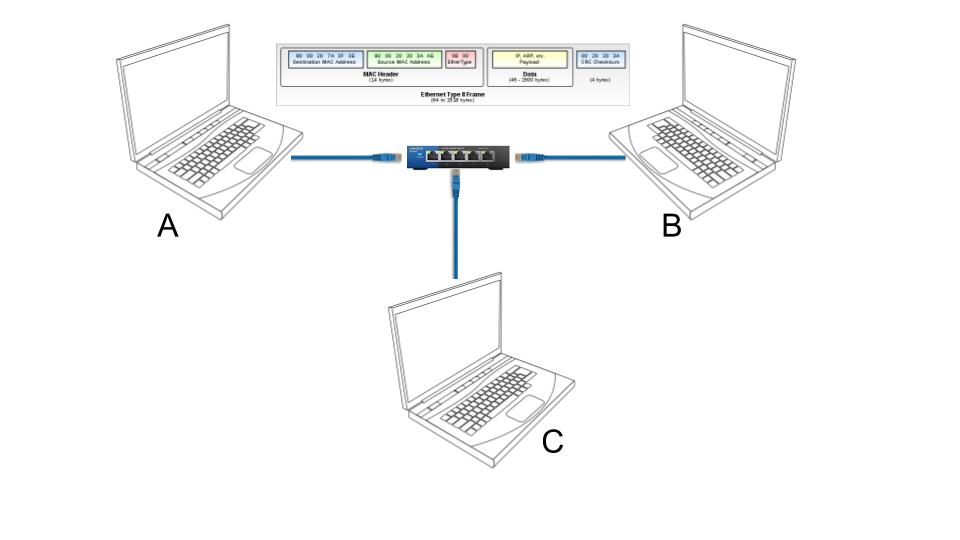 80 00 20 7A 3F 3E
Destination MAC Address
80 00 20 20 3A AE
Source MAC Address
08 00
EtherType
IP, ARP, etc.
Payload
00 20 20 3A
CRC Checksum
MAC Header
(14 bytes)
Data
(46 - 1500 bytes)
(4 bytes)
Ethernet Type II Frame
(64 to 1518 bytes)
A
B
C